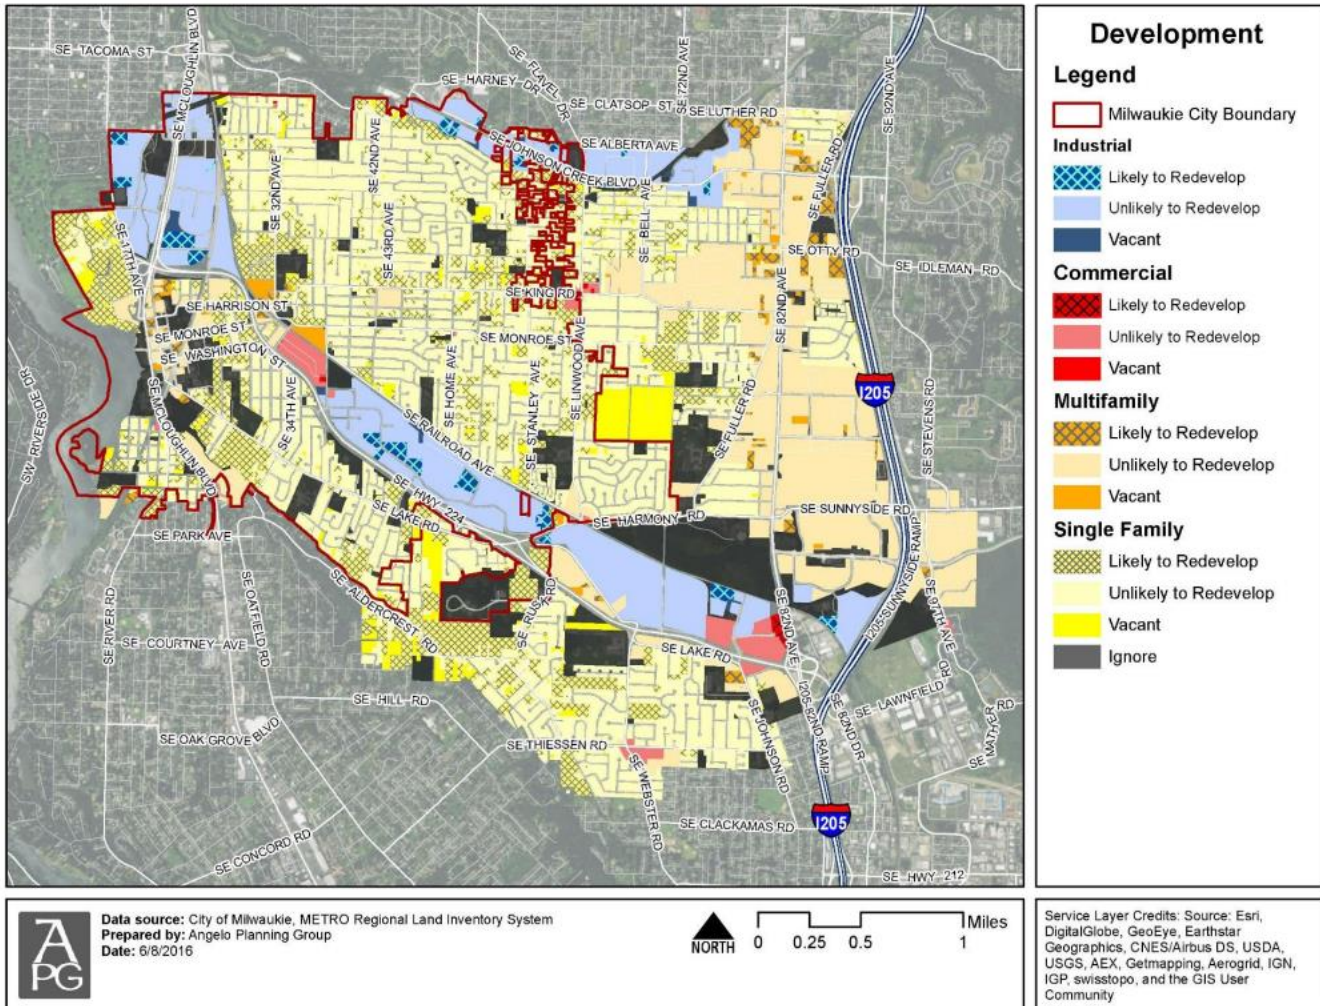 SE TACOMA ST
SE MCLOUGHLIN BLVD
SE FLAVEL DR
SE HARNEY DR
SE 72ND AVE
SE CLATSOP ST
SE LUTHER RD
SE 92ND AVE
SE ALBERTA AVE
SE JOHNSON CREEK BLVD
SE 42ND AVE
SE 32ND AVE
SE FULLER RD
SE BELL AVE
SE 17TH AVE
SE 43RD AVE
SE OTTY RD
SE IDLEMAN RD
SE 82ND AVE
SE KING RD
SE HARRISON ST
SE MONROE ST
SE MONROE ST
SE WASHINGTON ST
SE LINWOOD AVE
SE HOME AVE
SE STANLEY AVE
SE 34TH AVE
SW RIVERSIDE DR
SE MCLOUGHLIN BLVD
SE RAILROAD AVE
SE FULLER RD
I205
SE STEVENS RD
SE HWY 224
SE LAKE RD
SE HARMONY RD
SE SUNNYSIDE RD
SE PARK AVE
SE ALDERCREST RD
SE RUSK RD
I205-SUNNYSIDE RAMP
SE 97TH AVE
SE RIVER RD
SE OATFIELD RD
SE COURTNEY AVE
SE LAKE RD
SE 82ND AVE
SE HILL RD
SE LAWNFIELD RD
SE MATHER RD
SE OAK GROVE BLVD
SE THIESSEN RD
SE WEBSTER RD
SE JOHNSON RD
I205-82ND RAMP
SE 82ND DR
SE CLACKAMAS RD
I205
SE CONCORD RD
SE HWY 212
Development
Legend
Milwaukie City Boundary
Industrial
Likely to Redevelop
Unlikely to Redevelop
Vacant
Commercial
Likely to Redevelop
Unlikely to Redevelop
Vacant
Multifamily
Likely to Redevelop
Unlikely to Redevelop
Vacant
Single Family
Likely to Redevelop
Unlikely to Redevelop
Vacant
Ignore
APG
Data source: City of Milwaukie, METRO Regional Land Inventory System
Prepared by: Angelo Planning Group
Date: 6/8/2016
NORTH
0 0.25 0.5 1 Miles
Service Layer Credits: Source: Esri,
DigitalGlobe, GeoEye, Earthstar
Geographics, CNES/Airbus DS, USDA,
USGS, AEX, Getmapping, Aerogrid, IGN,
IGP, swisstopo, and the GIS User
Community